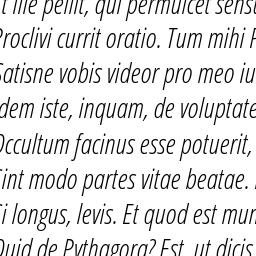 t ille pellit, qui permulcet sens
Proclivi currit oratio. Tum mihi P
Satisne vobis videor pro meo iu
dem iste, inquam, de voluptate
Occultum facinus esse potuerit,
Sint modo partes vitae beatae.
Si longus, levis. Et quod est mun
Quid de Pythagora? Est, ut dicis